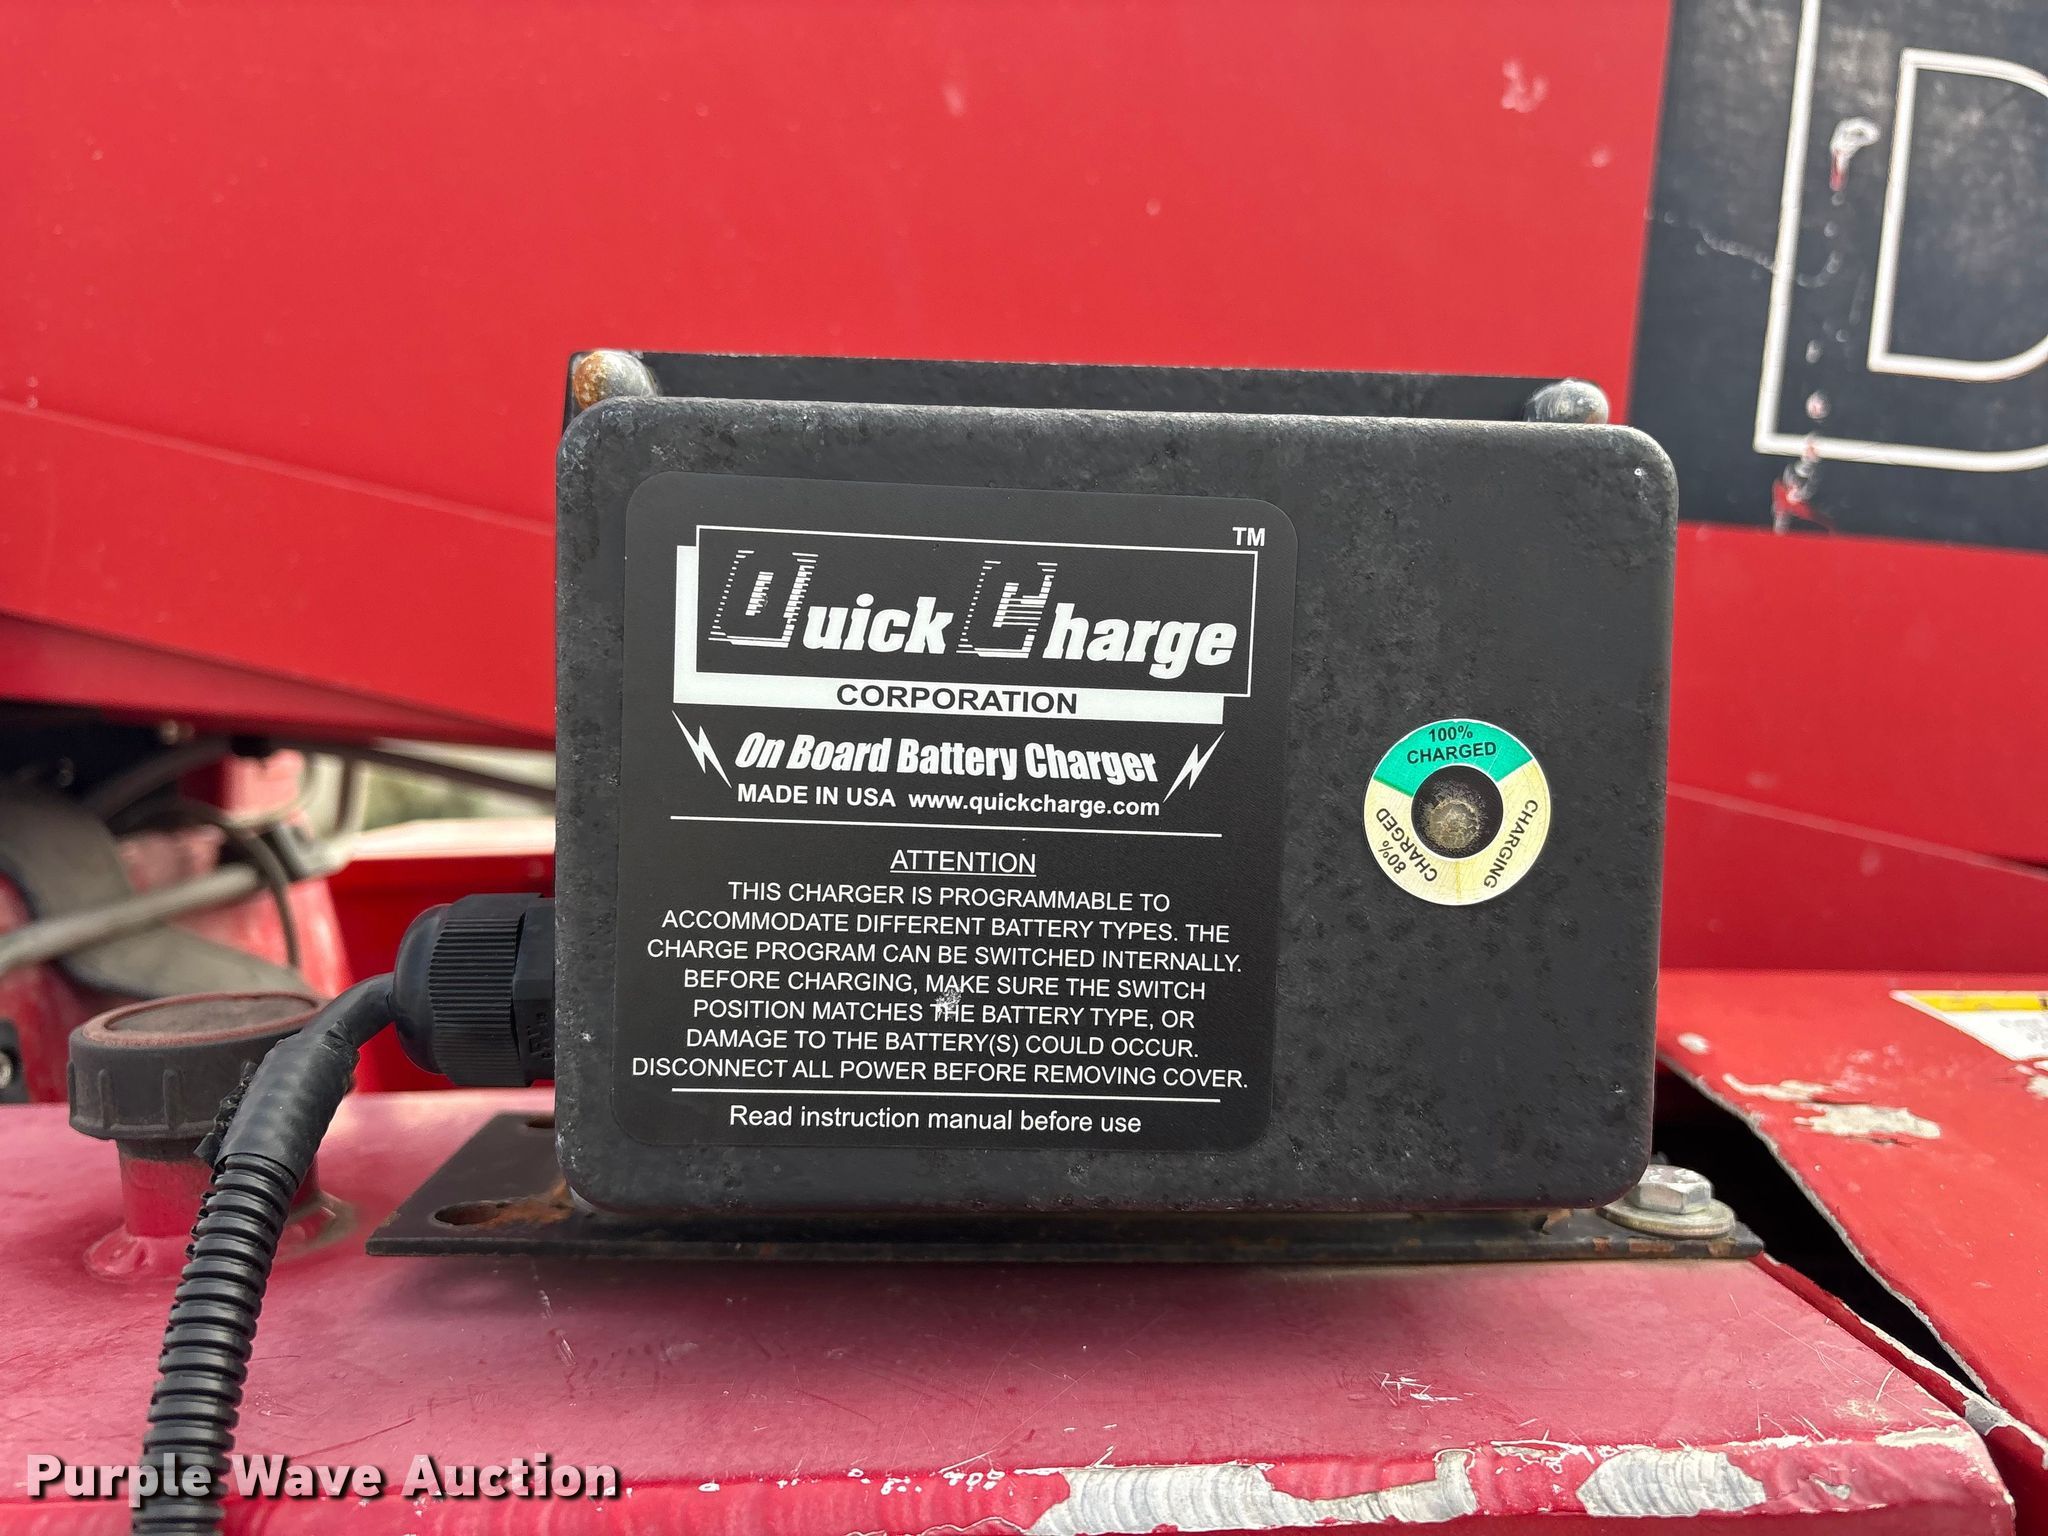 D
TM
Quick Charge
CORPORATION
On Board Battery Charger
MADE IN USA www.quickcharge.com
ATTENTION
THIS CHARGER IS PROGRAMMABLE TO
ACCOMMODATE DIFFERENT BATTERY TYPES. THE
CHARGE PROGRAM CAN BE SWITCHED INTERNALLY.
BEFORE CHARGING, MAKE SURE THE SWITCH
POSITION MATCHES THE BATTERY TYPE, OR
DAMAGE TO THE BATTERY(S) COULD OCCUR.
DISCONNECT ALL POWER BEFORE REMOVING COVER.
Read instruction manual before use
100%
CHARGED
CHARGING
80%
CHARGED
Purple Wave Auction